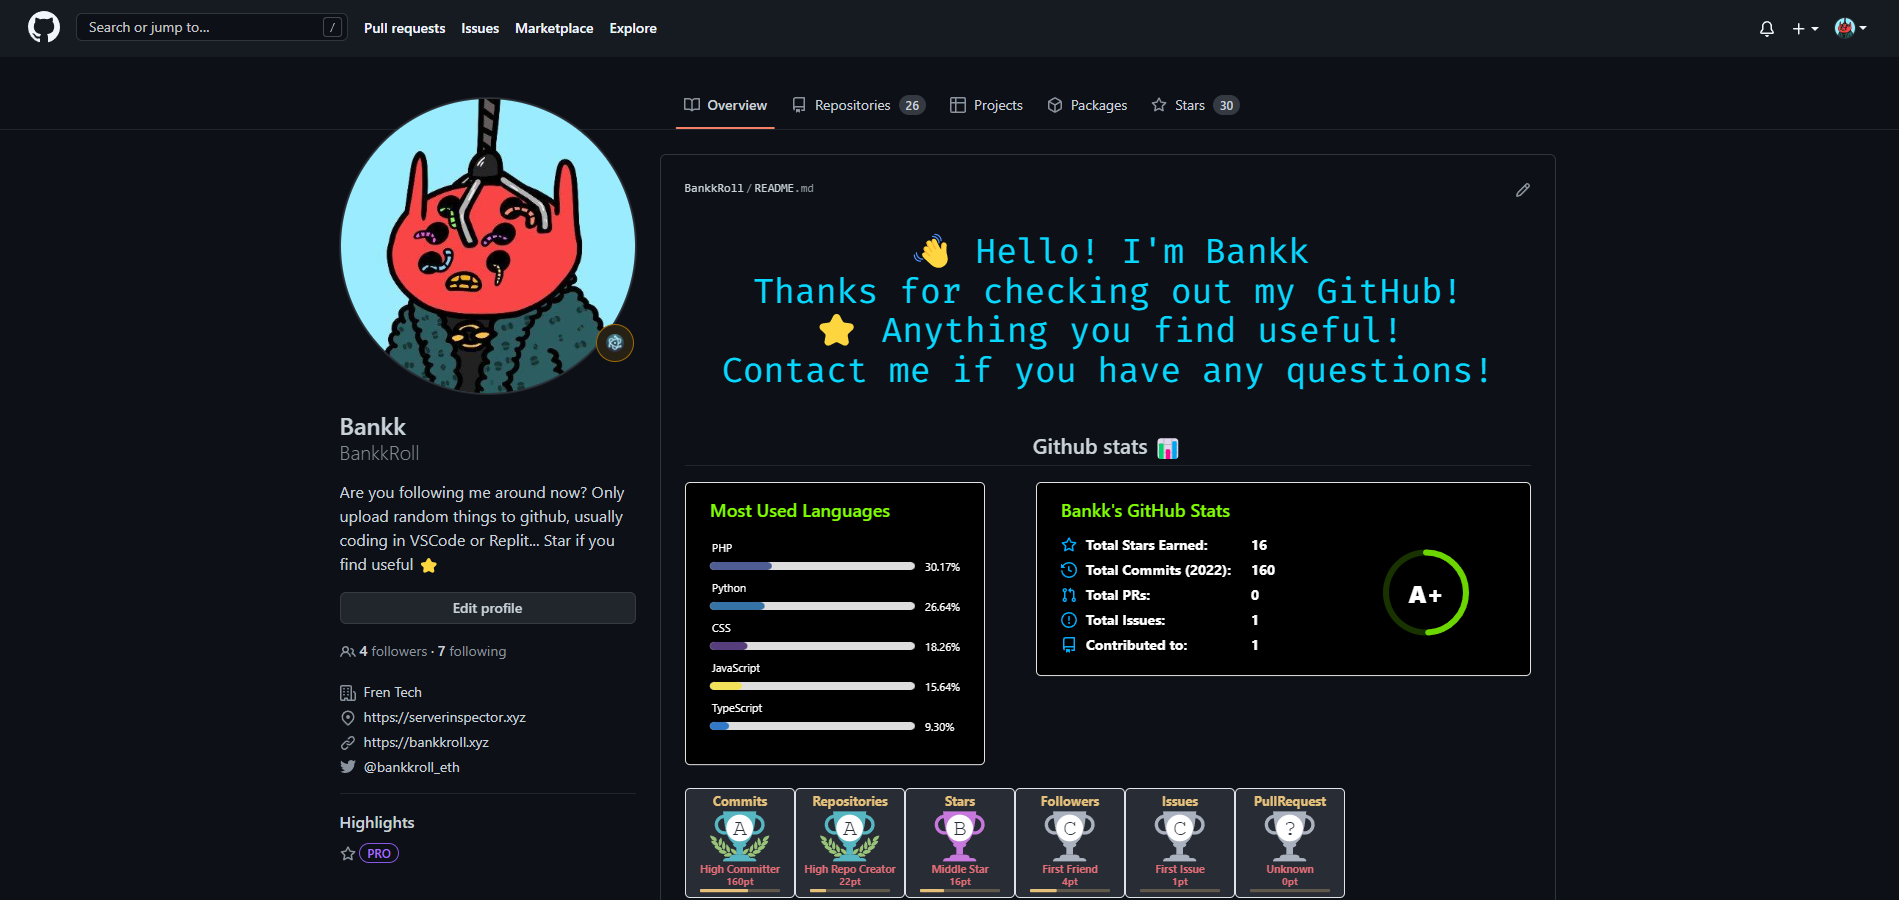 Search or jump to...
/
Pull requests
Issues
Marketplace
Explore
Overview
Repositories 26
Projects
Packages
Stars 30
Bankk
BankkRoll
Are you following me around now? Only
upload random things to github, usually
coding in VSCode or Replit... Star if you
find useful ⭐
Edit profile
4 followers · 7 following
Fren Tech
https://serverinspector.xyz
https://bankkroll.xyz
@bankkroll_eth
Highlights
PRO
BankkRoll/README.md
👋 Hello! I'm Bankk
Thanks for checking out my GitHub!
⭐ Anything you find useful!
Contact me if you have any questions!
Github stats 📊
Most Used Languages
PHP
30.17%
Python
26.64%
CSS
18.26%
JavaScript
15.64%
TypeScript
9.30%
Bankk's GitHub Stats
Total Stars Earned: 16
Total Commits (2022): 160
Total PRs: 0
Total Issues: 1
Contributed to: 1
A+
Commits
A
High Committer
160pt
Repositories
A
High Repo Creator
22pt
Stars
B
Middle Star
16pt
Followers
C
First Friend
4pt
Issues
C
First Issue
1pt
PullRequest
?
Unknown
0pt